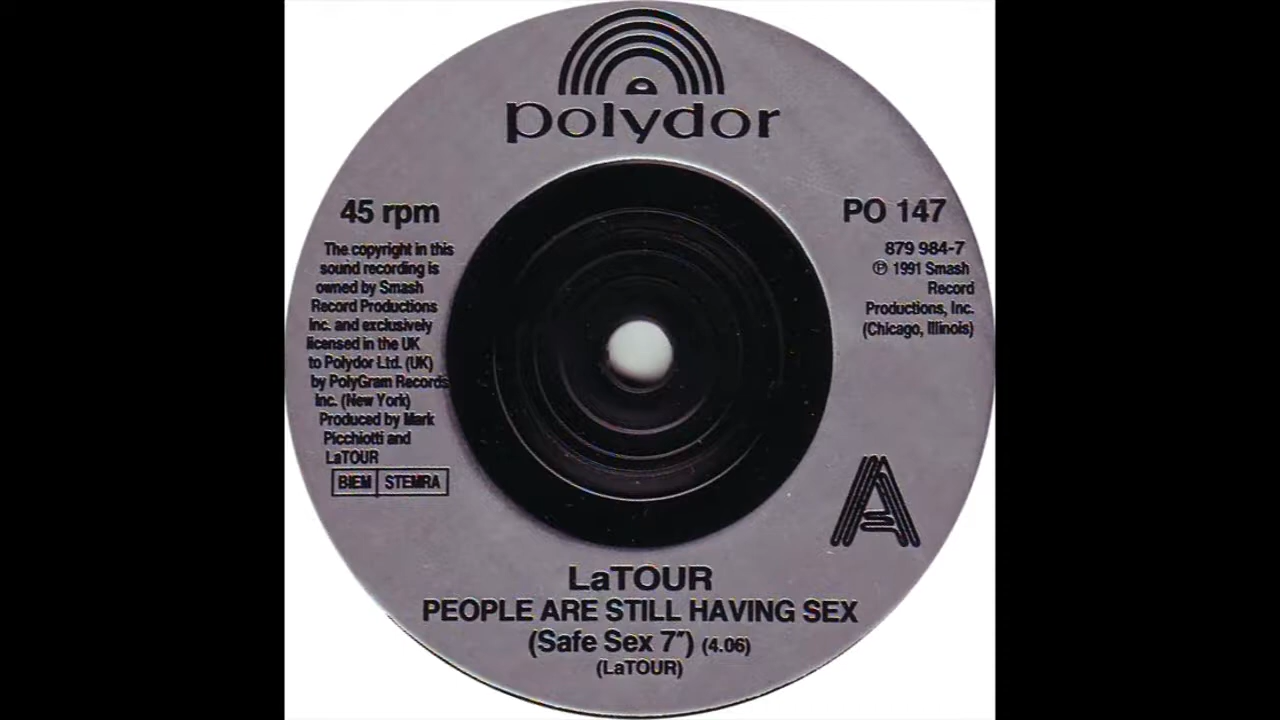 polydor
45 rpm
The copyright in this
sound recording is
owned by Smash
Record Productions
Inc. and exclusively
licensed in the UK
to Polydor Ltd. (UK)
by PolyGram Records
Inc. (New York)
Produced by Mark
Picchiotti and
LaTOUR
BIEM STEMRA
PO 147
879 984-7
℗ 1991 Smash
Record
Productions, Inc.
(Chicago, Illinois)
A
LaTOUR
PEOPLE ARE STILL HAVING SEX
(Safe Sex 7″) (4.06)
(LaTOUR)